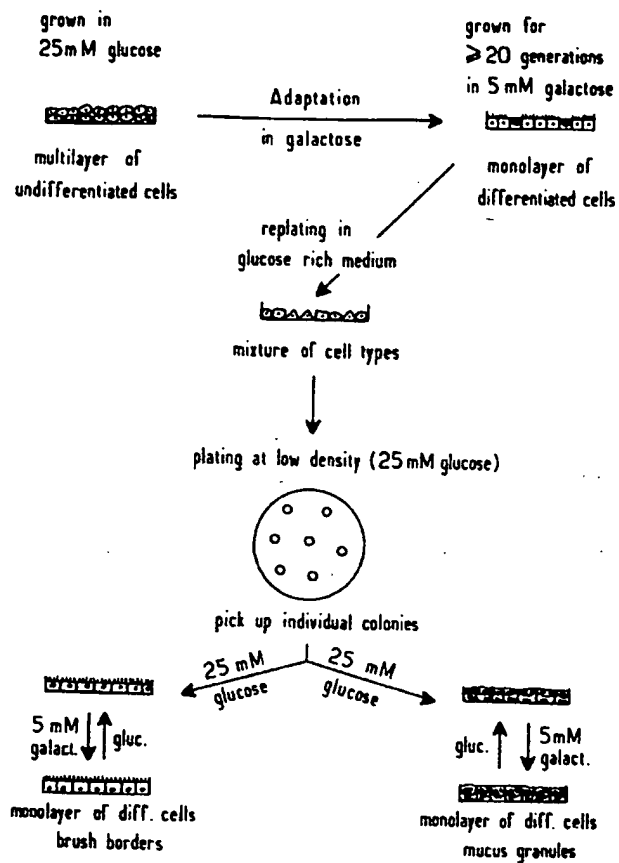 grown in
25mM glucose
grown for
⩾20 generations
in 5 mM galactose
Adaptation
in galactose
multilayer of
undifferentiated cells
monolayer of
differentiated cells
replating in
glucose rich medium
mixture of cell types
plating at low density (25mM glucose)
pick up individual colonies
25 mM
glucose
25 mM
glucose
5 mM
galact.
gluc.
gluc.
5mM
galact.
monolayer of diff. cells
brush borders
monolayer of diff. cells
mucus granules